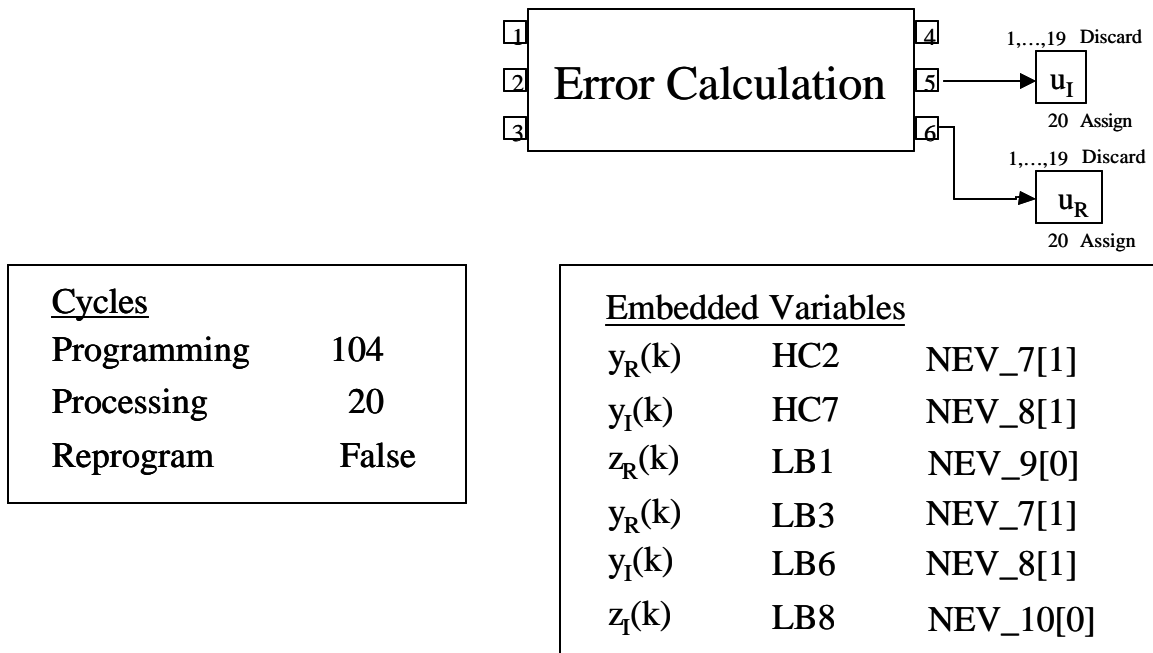 1
2
3
Error Calculation
4
5
6
1,...,19 Discard
u_I
20 Assign
1,...,19 Discard
u_R
20 Assign
Cycles
Programming 104
Processing 20
Reprogram False
Embedded Variables
y_R(k) HC2 NEV_7[1]
y_I(k) HC7 NEV_8[1]
z_R(k) LB1 NEV_9[0]
y_R(k) LB3 NEV_7[1]
y_I(k) LB6 NEV_8[1]
z_I(k) LB8 NEV_10[0]